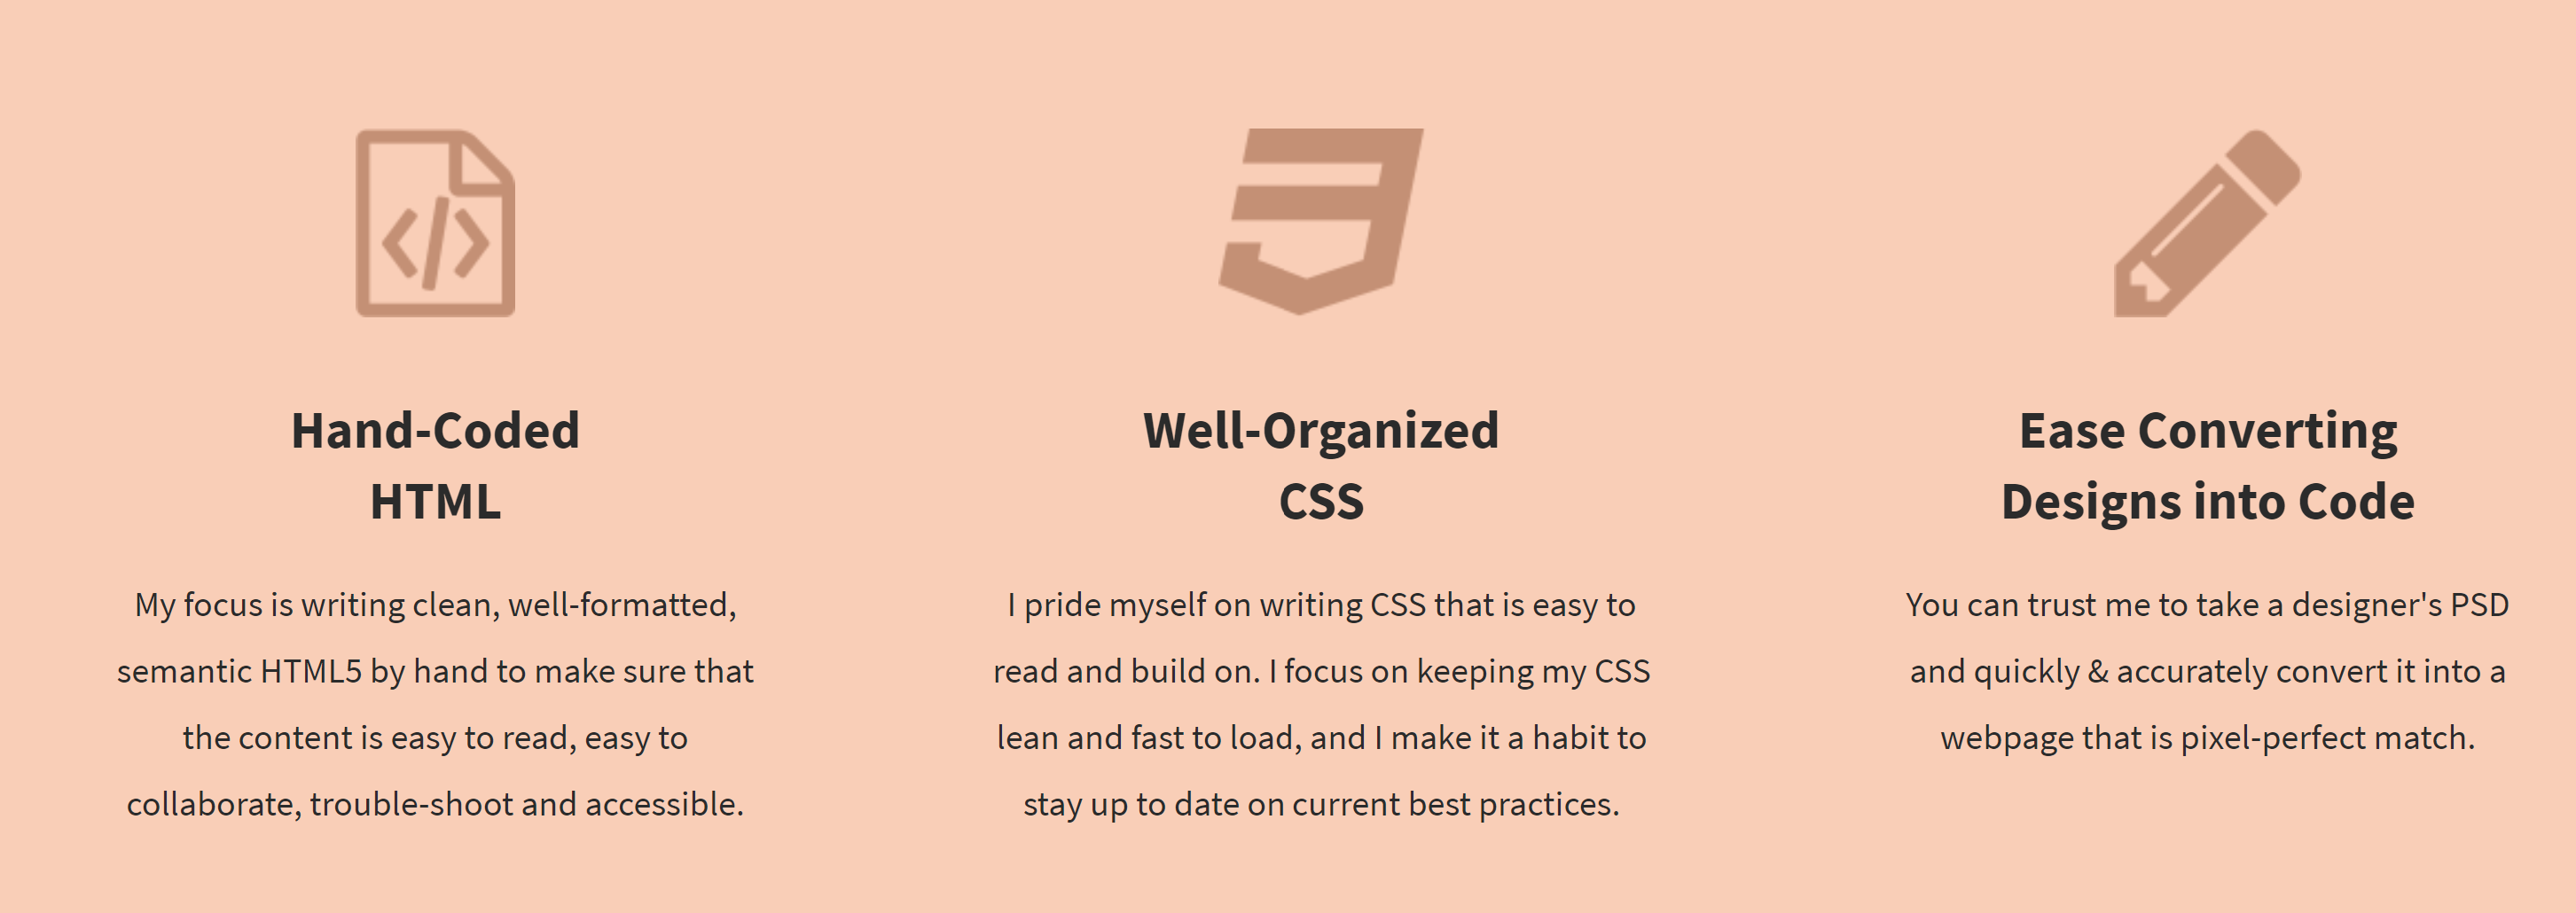 </>
Hand-Coded
HTML
My focus is writing clean, well-formatted,
semantic HTML5 by hand to make sure that
the content is easy to read, easy to
collaborate, trouble-shoot and accessible.
Well-Organized
CSS
I pride myself on writing CSS that is easy to
read and build on. I focus on keeping my CSS
lean and fast to load, and I make it a habit to
stay up to date on current best practices.
Ease Converting
Designs into Code
You can trust me to take a designer's PSD
and quickly & accurately convert it into a
webpage that is pixel-perfect match.